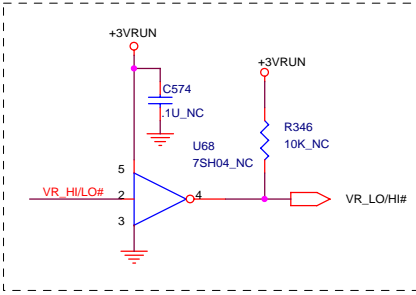 +3VRUN
+3VRUN
C574
.1U_NC
R346
10K_NC
U68
7SH04_NC
5
VR_HI/LO#
2
4
VR_LO/HI#
3